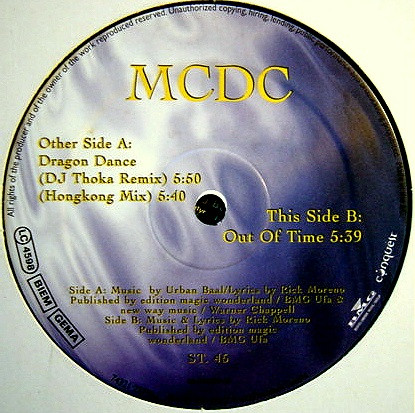 All rights of the producer and of the owner of the work reproduced reserved. Unauthorized copying, hiring, lending, public
MCDC
Other Side A:
Dragon Dance
(DJ Thoka Remix) 5:50
(Hongkong Mix) 5:40
This Side B:
Out Of Time 5:39
LC 4598
BIEM
GEMA
conquest
BMG
Side A: Music by Urban Baal/Lyrics by Rick Moreno
Published by edition magic wonderland / BMG Ufa &
new way music / Warner Chappell
Side B: Music & Lyrics by Rick Moreno
Published by edition magic
wonderland / BMG Ufa
ST. 46